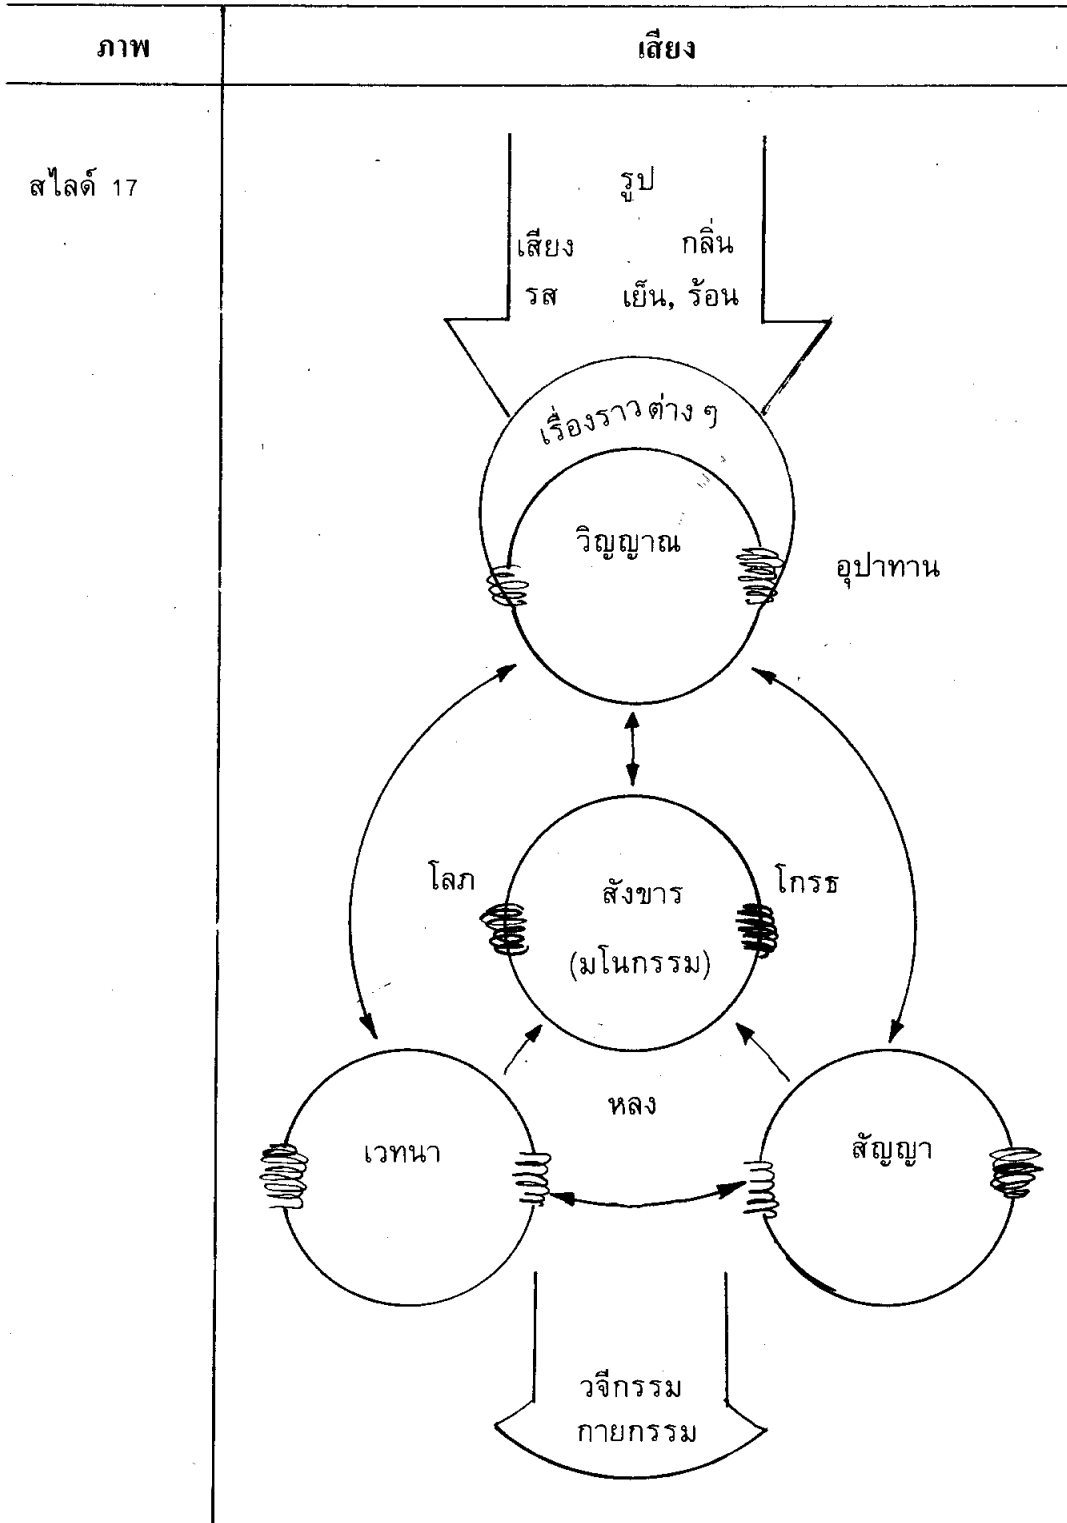 ภาพ
เสียง
สไลด์ 17
รูป
เสียง กลิ่น
รส เย็น, ร้อน
เรื่องราวต่าง ๆ
วิญญาณ
อุปาทาน
โลภ
โกรธ
สังขาร
(มโนกรรม)
หลง
เวทนา
สัญญา
วจีกรรม
กายกรรม